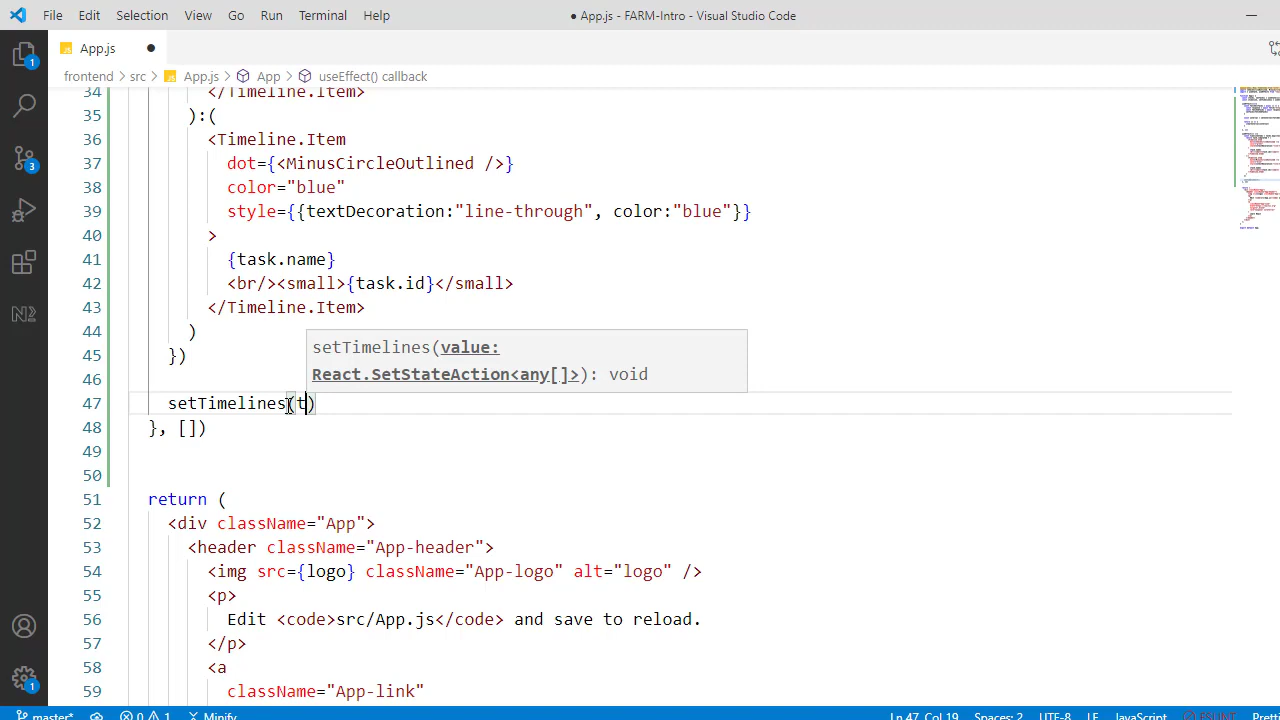 File Edit Selection View Go Run Terminal Help ● App.js - FARM-Intro - Visual Studio Code
App.js
frontend > src > App.js > App > useEffect() callback
34 </Timeline.Item>
35 ):(
36 <Timeline.Item
37 dot={<MinusCircleOutlined />}
38 color="blue"
39 style={{textDecoration:"line-through", color:"blue"}}
40 >
41 {task.name}
42 <br/><small>{task.id}</small>
43 </Timeline.Item>
44 )
45 })
46
setTimelines(value:
React.SetStateAction<any[]>): void
47 setTimelines(t)
48 }, [])
49
50
51 return (
52 <div className="App">
53 <header className="App-header">
54 <img src={logo} className="App-logo" alt="logo" />
55 <p>
56 Edit <code>src/App.js</code> and save to reload.
57 </p>
58 <a
59 className="App-link"
1
3
1
master* 0 1 Minify Ln 47, Col 19 Spaces: 2 UTF-8 LF JavaScript ESLINT